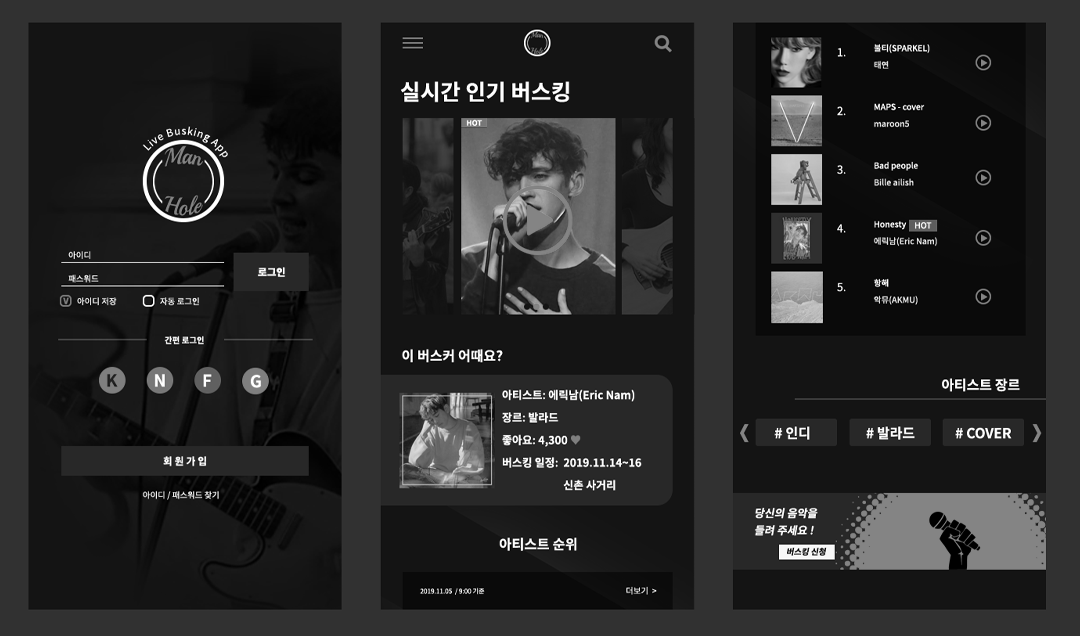 Live Busking App
Man
Hole
아이디
패스워드
로그인
V 아이디 저장
자동 로그인
간편 로그인
K N F G
회원가입
아이디 / 패스워드 찾기
Man
Hole
실시간 인기 버스킹
HOT
이 버스커 어때요?
아티스트: 에릭남(Eric Nam)
장르: 발라드
좋아요: 4,300
버스킹 일정: 2019.11.14~16
신촌 사거리
아티스트 순위
2019.11.05 / 9:00 기준
더보기 >
1. 불티(SPARKEL)
태연
2. MAPS - cover
maroon5
3. Bad people
Bille ailish
4. Honesty HOT
에릭남(Eric Nam)
HONESTY
ERIC NAM
5. 항해
악뮤(AKMU)
아티스트 장르
# 인디 # 발라드 # COVER
당신의 음악을
들려 주세요 !
버스킹 신청